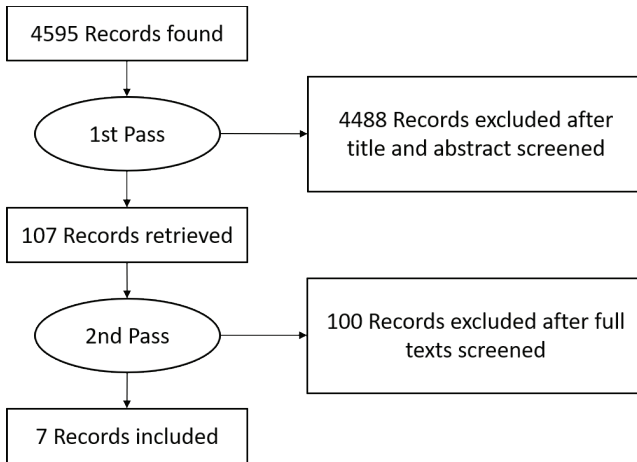 4595 Records found
1st Pass
4488 Records excluded after
title and abstract screened
107 Records retrieved
2nd Pass
100 Records excluded after full
texts screened
7 Records included